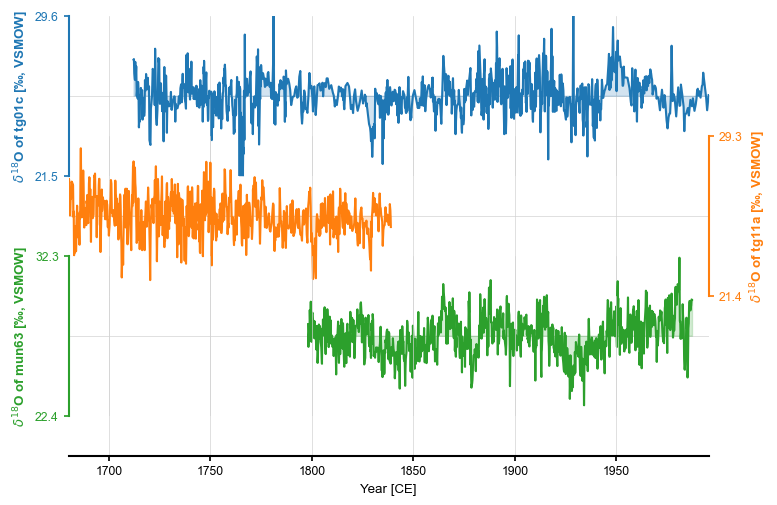 29.6
δ¹⁸O of tg01c [‰, VSMOW]
21.5
29.3
δ¹⁸O of tg11a [‰, VSMOW]
21.4
32.3
δ¹⁸O of mun63 [‰, VSMOW]
22.4
1700 1750 1800 1850 1900 1950
Year [CE]